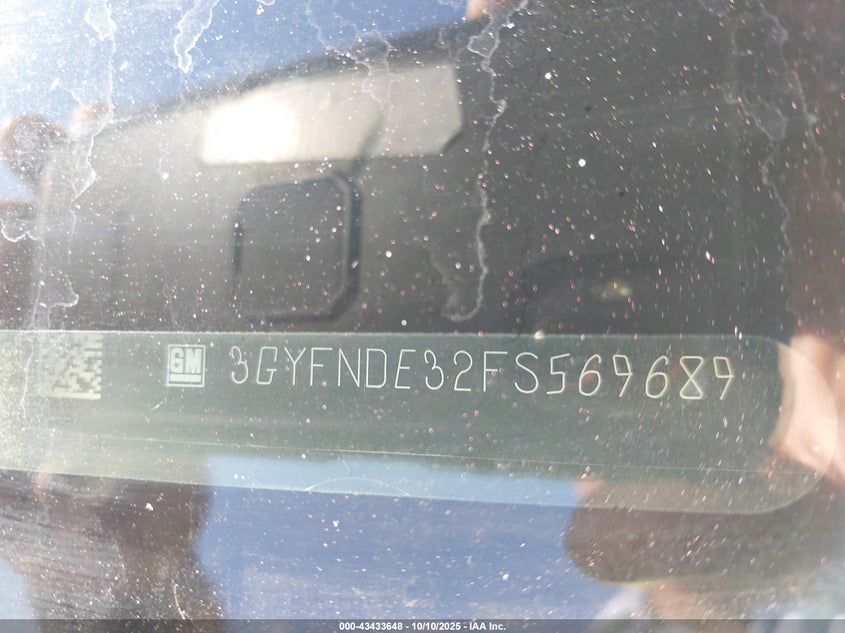 GM 3GYFNDE32FS569689
000-43433648 - 10/10/2025 - IAA Inc.